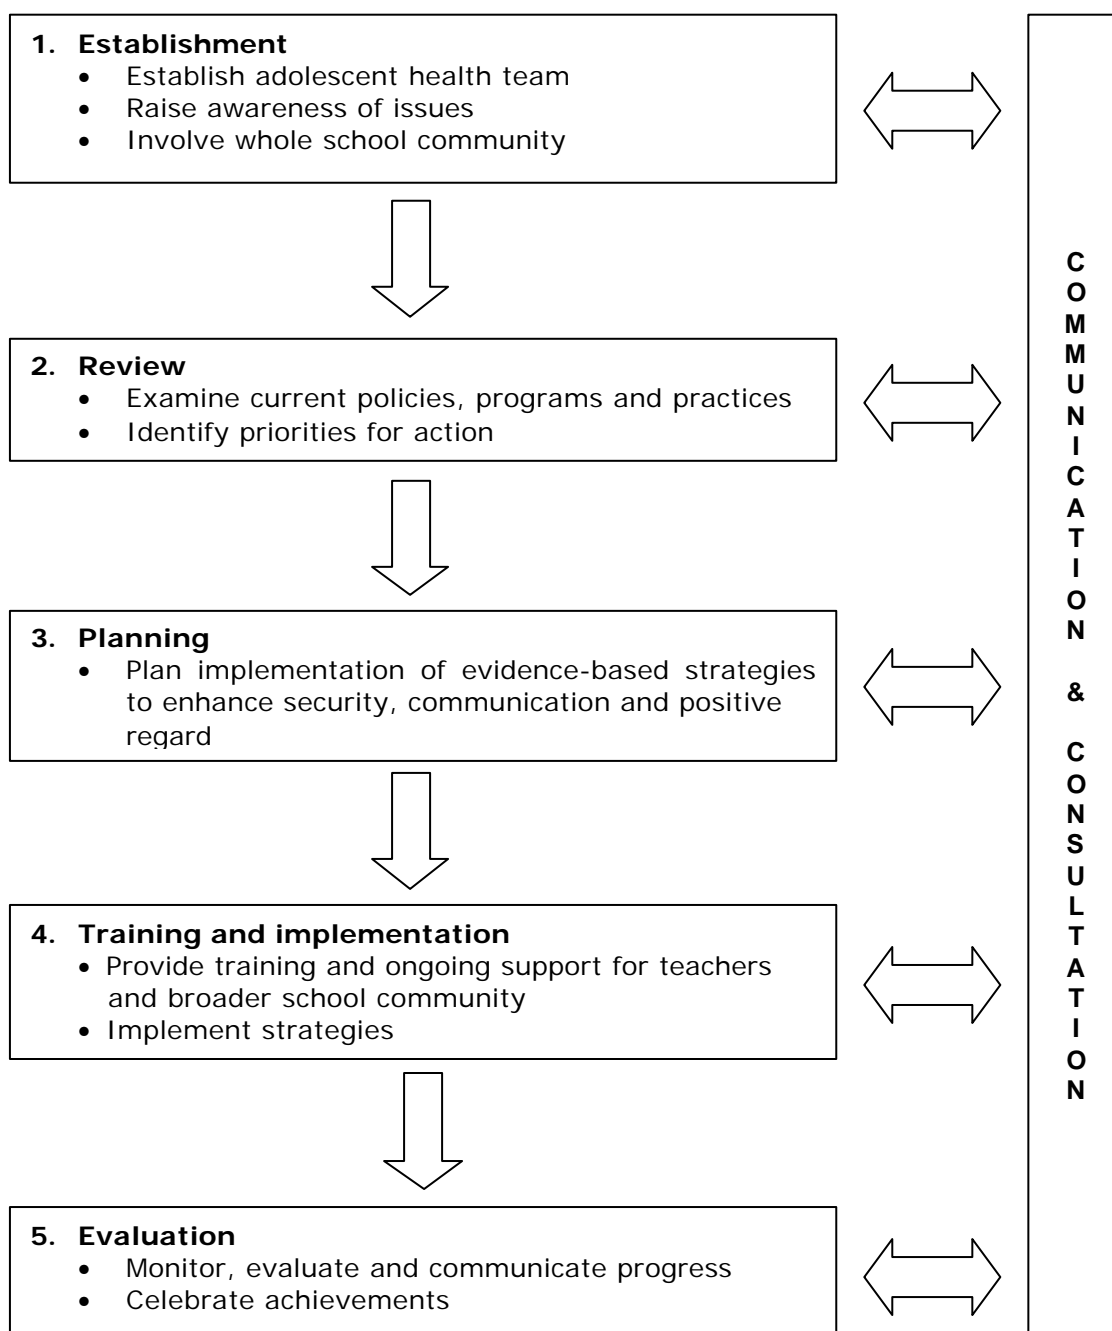 1. Establishment
• Establish adolescent health team
• Raise awareness of issues
• Involve whole school community
2. Review
• Examine current policies, programs and practices
• Identify priorities for action
3. Planning
• Plan implementation of evidence-based strategies
to enhance security, communication and positive
regard
4. Training and implementation
• Provide training and ongoing support for teachers
and broader school community
• Implement strategies
5. Evaluation
• Monitor, evaluate and communicate progress
• Celebrate achievements
COMMUNICATION & CONSULTATION